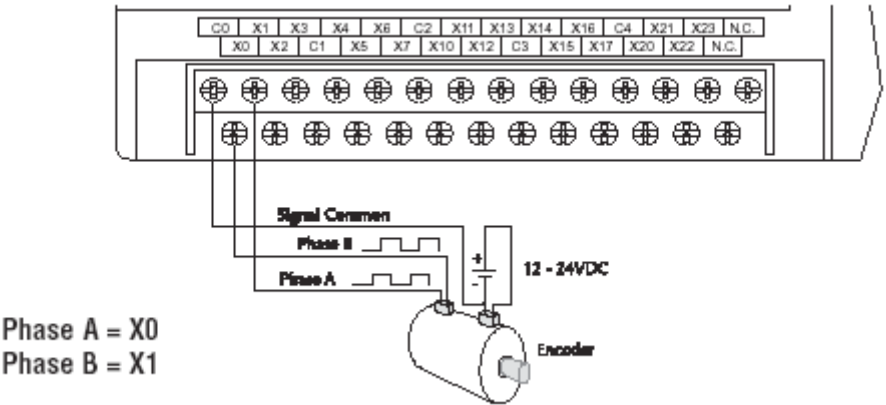 C0 X1 X3 X4 X6 C2 X11 X13 X14 X16 C4 X21 X23 N.C.
X0 X2 C1 X5 X7 X10 X12 C3 X15 X17 X20 X22 N.C.
Signal Common
Phase B
+
12 - 24VDC
-
Phase A
Phase A = X0
Phase B = X1
Encoder